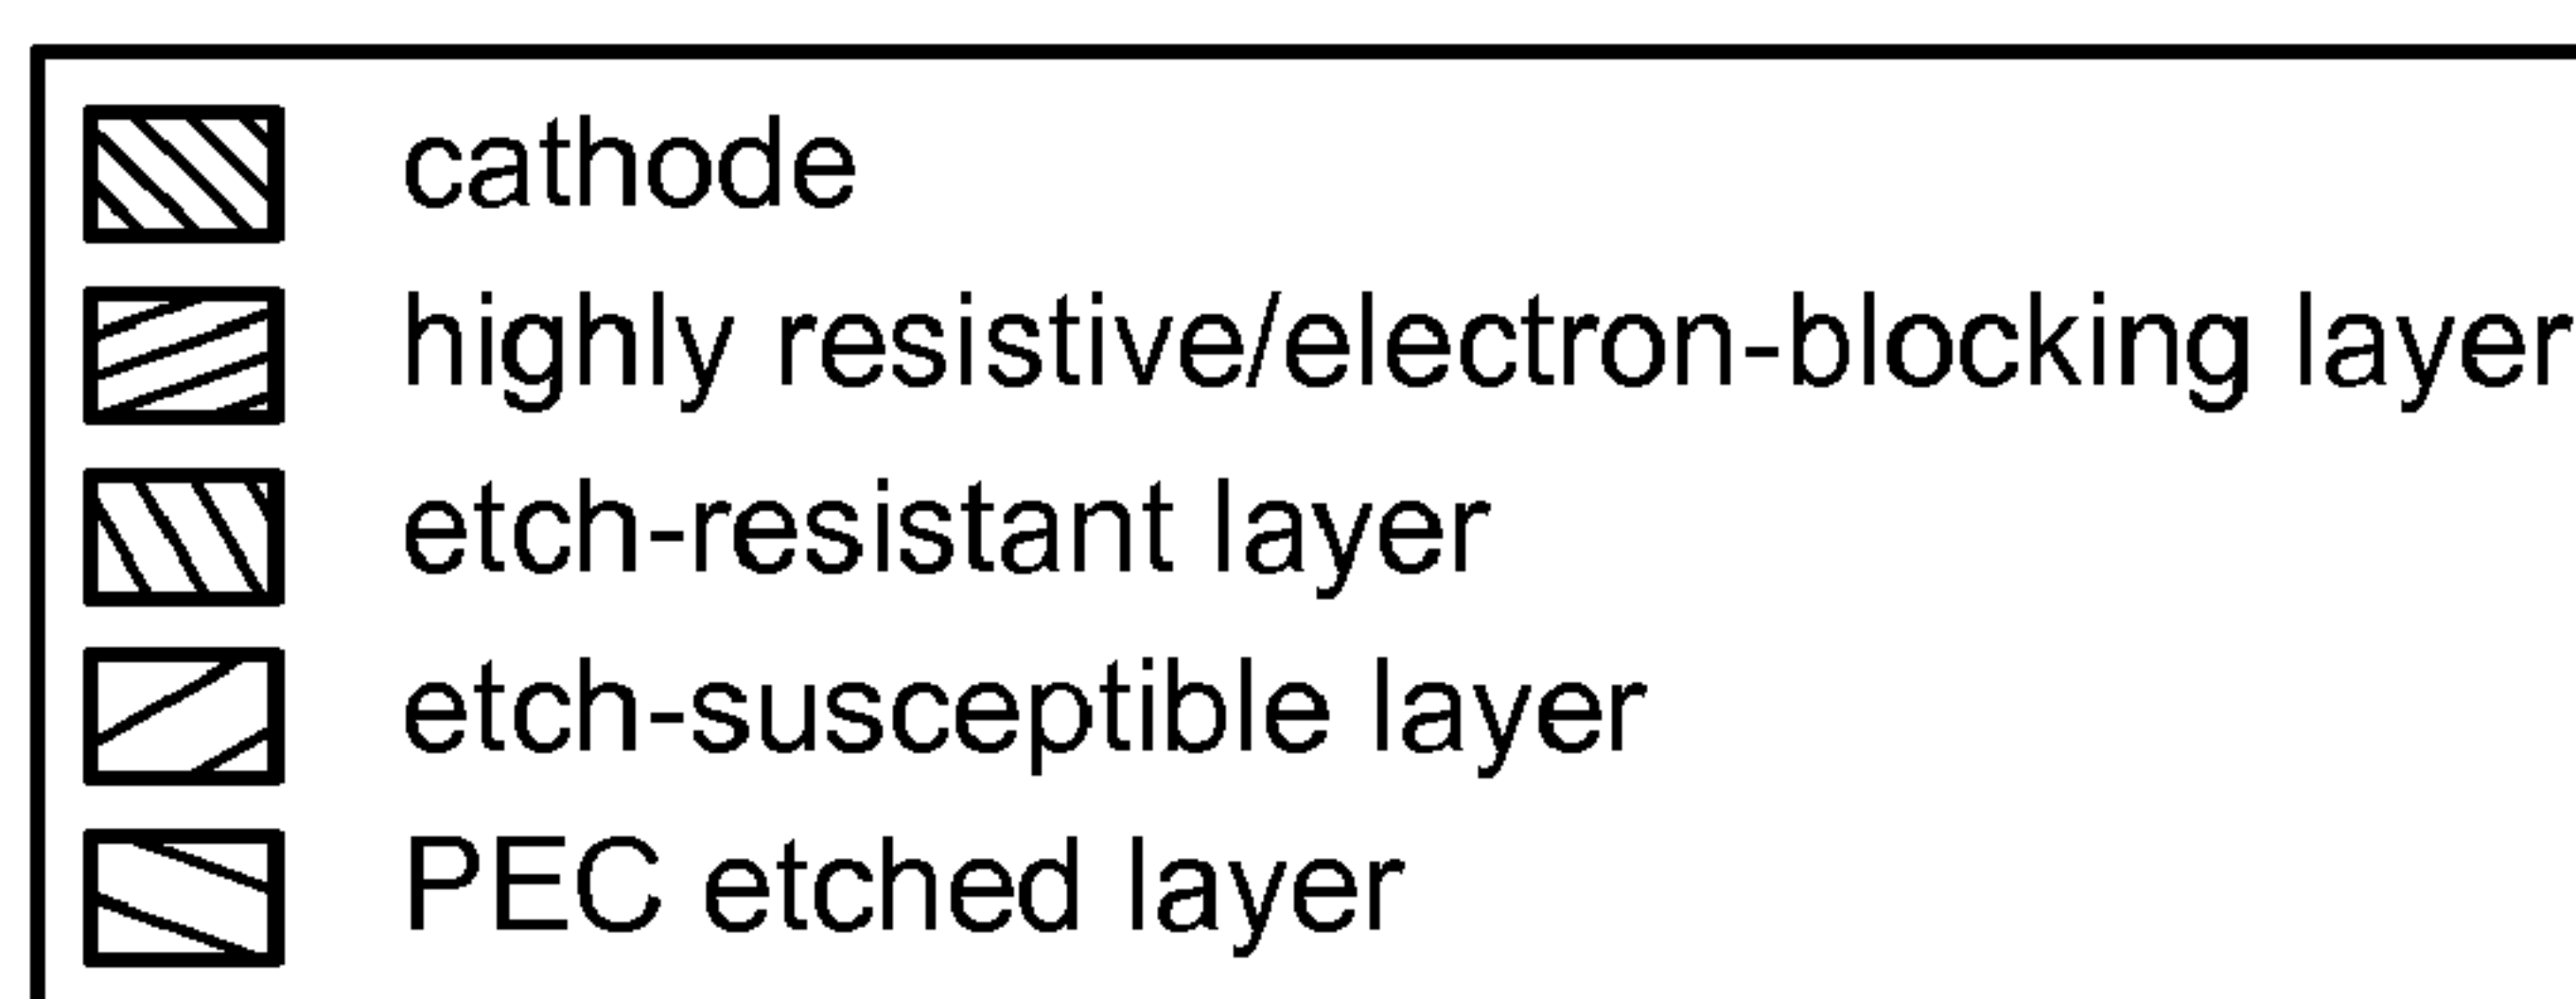 cathode
highly resistive/electron-blocking layer
etch-resistant layer
etch-susceptible layer
PEC etched layer